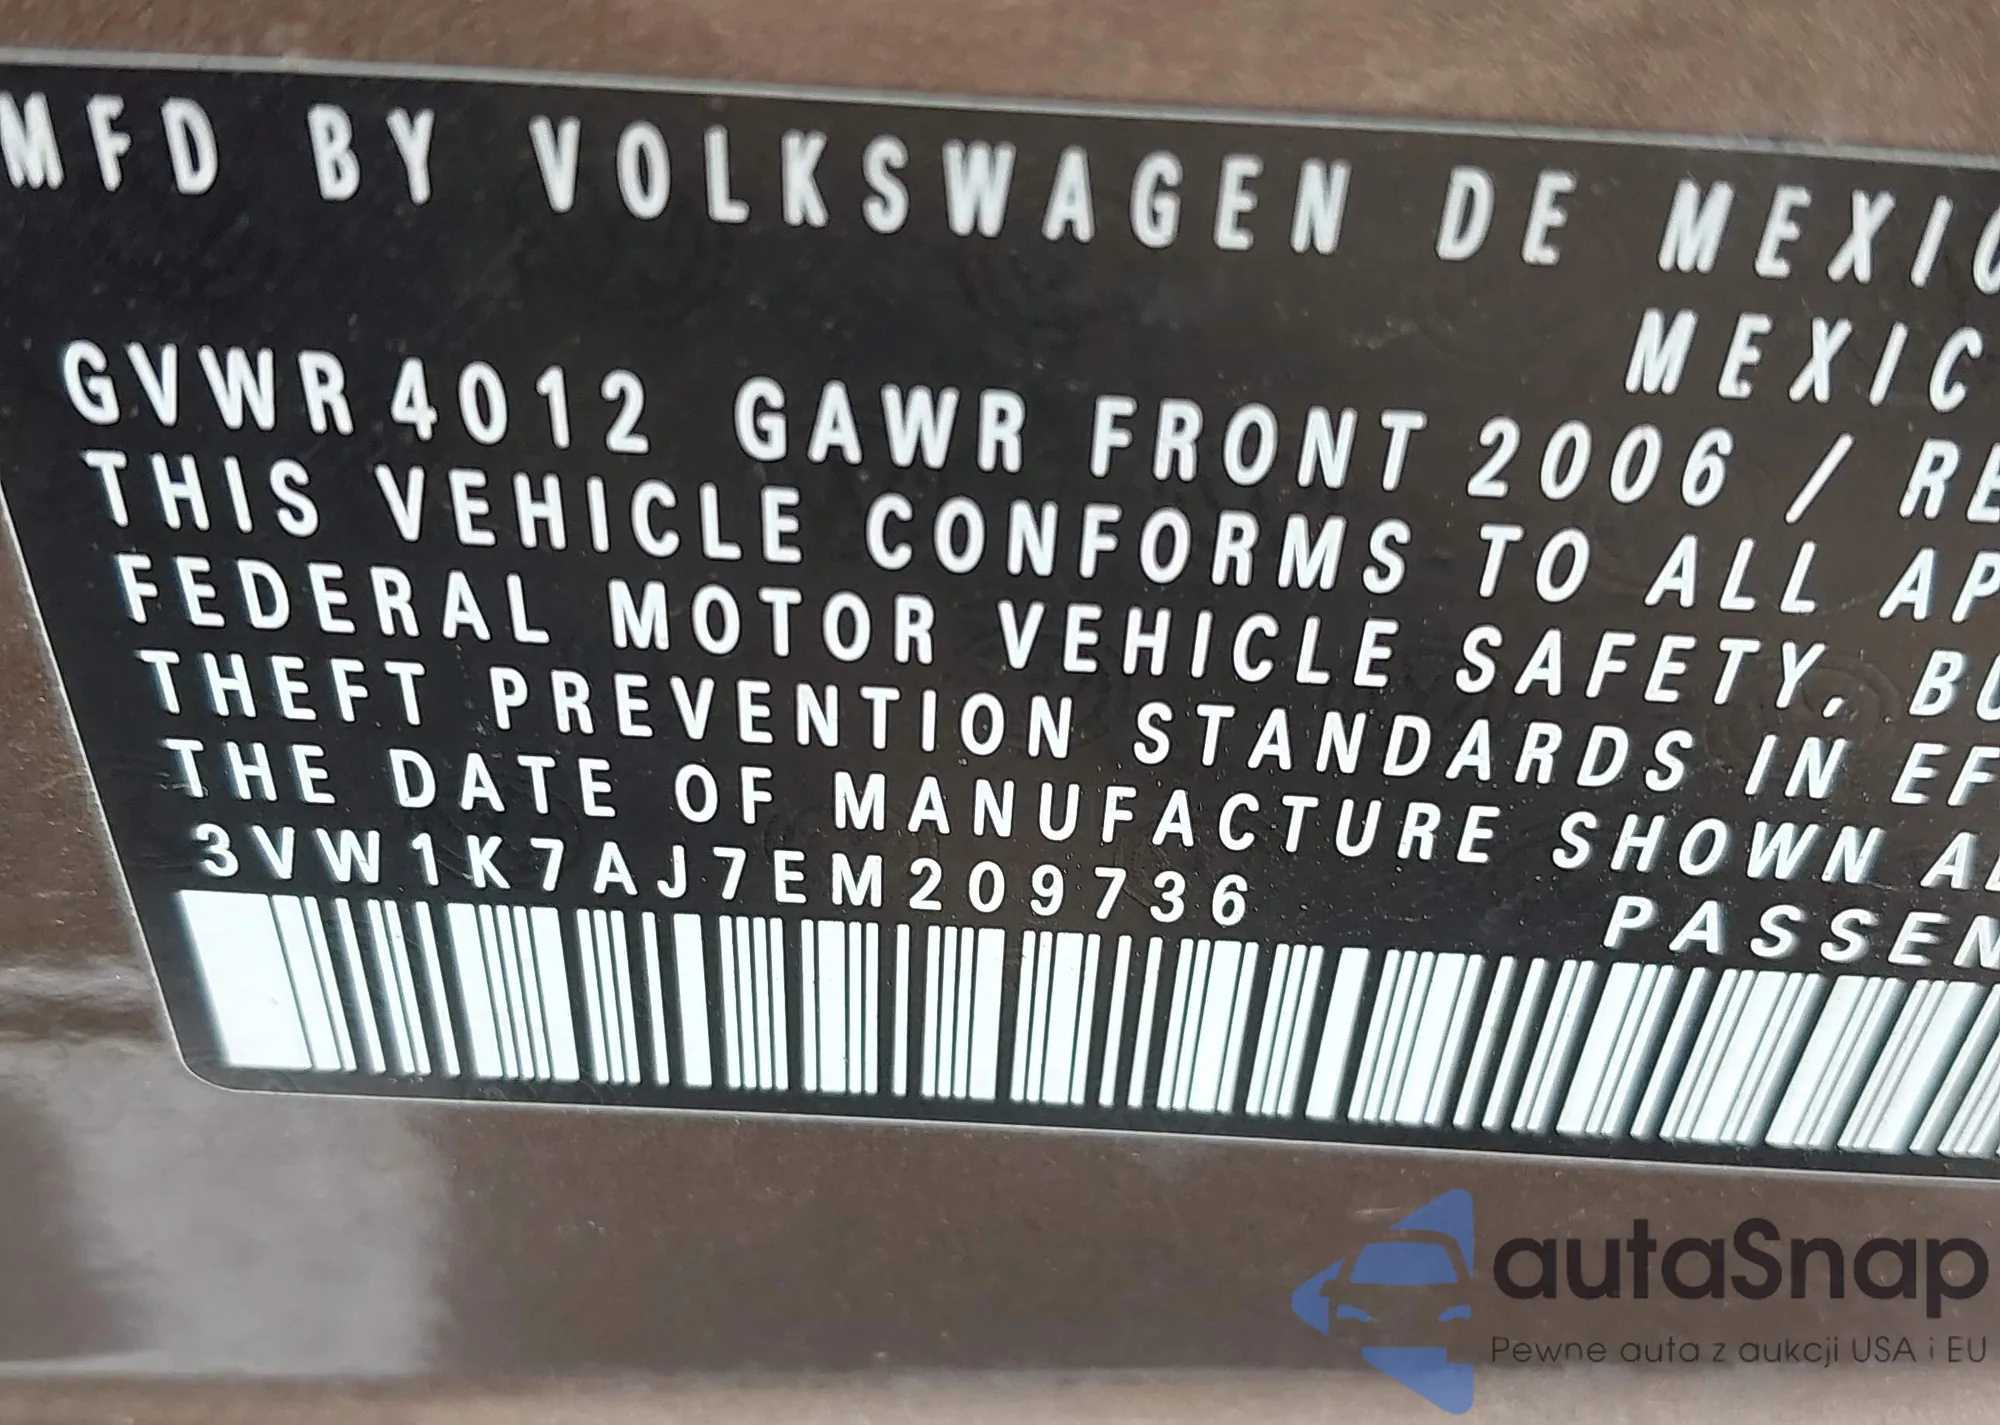 MFD BY VOLKSWAGEN DE MEXIC
MEXIC
GVWR 4012 GAWR FRONT 2006 / RE
THIS VEHICLE CONFORMS TO ALL AP
FEDERAL MOTOR VEHICLE SAFETY, BU
THEFT PREVENTION STANDARDS IN EF
THE DATE OF MANUFACTURE SHOWN A
3VW1K7AJ7EM209736
PASSEN
autaSnap
Pewne auta z aukcji USA i EU